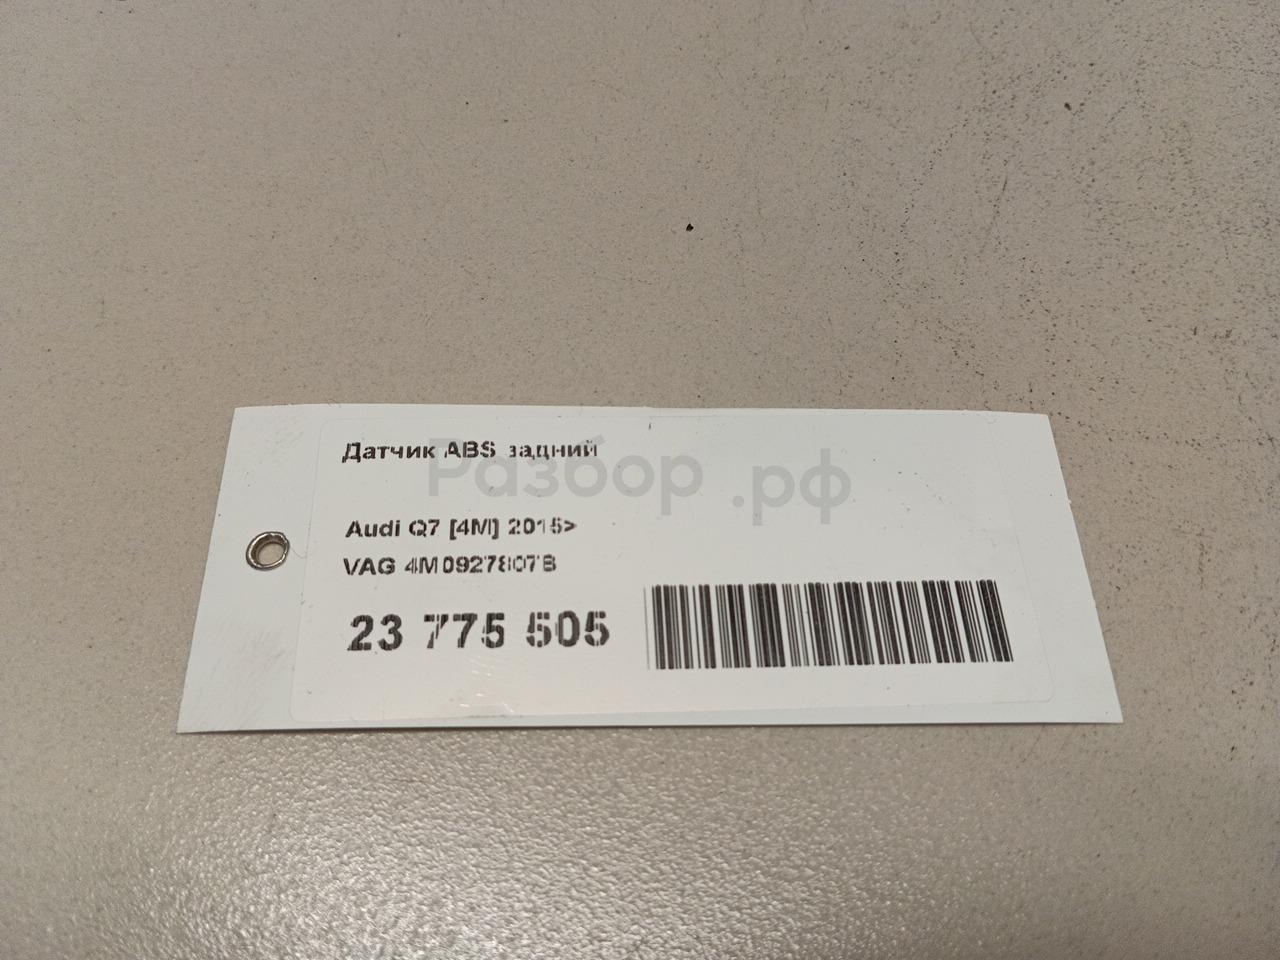 Датчик ABS задний
Разбор.рф
Audi Q7 [4M] 2015>
VAG 4M0927807B
23 775 505